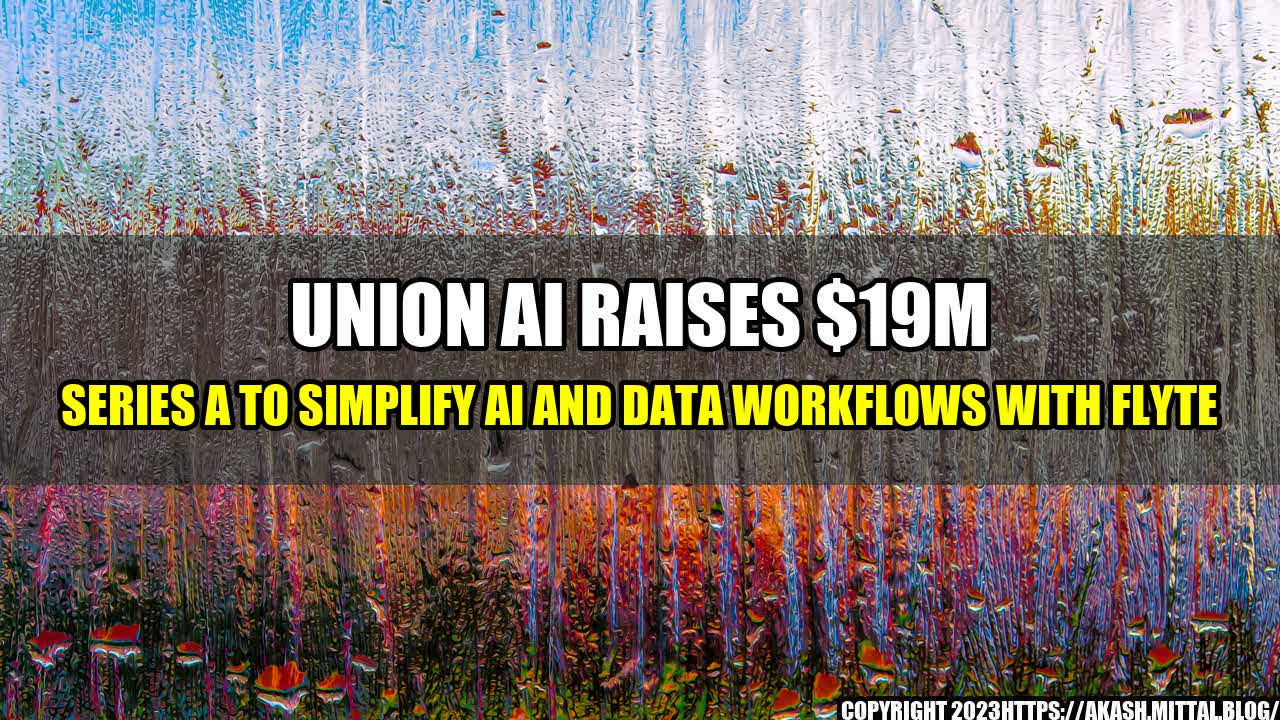 UNION AI RAISES $19M
SERIES A TO SIMPLIFY AI AND DATA WORKFLOWS WITH FLYTE
COPYRIGHT 2023HTTPS://AKASH.MITTAL.BLOG/